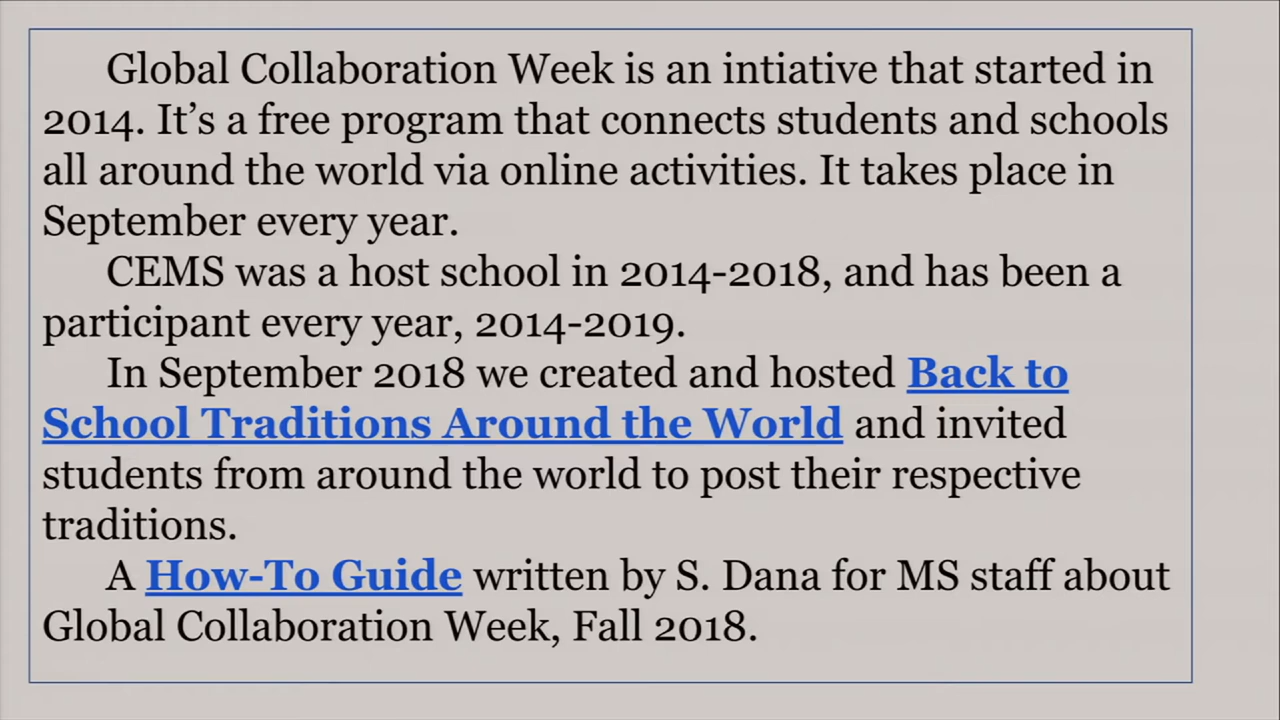 Global Collaboration Week is an intiative that started in
2014. It’s a free program that connects students and schools
all around the world via online activities. It takes place in
September every year.
CEMS was a host school in 2014-2018, and has been a
participant every year, 2014-2019.
In September 2018 we created and hosted Back to
School Traditions Around the World and invited
students from around the world to post their respective
traditions.
A How-To Guide written by S. Dana for MS staff about
Global Collaboration Week, Fall 2018.